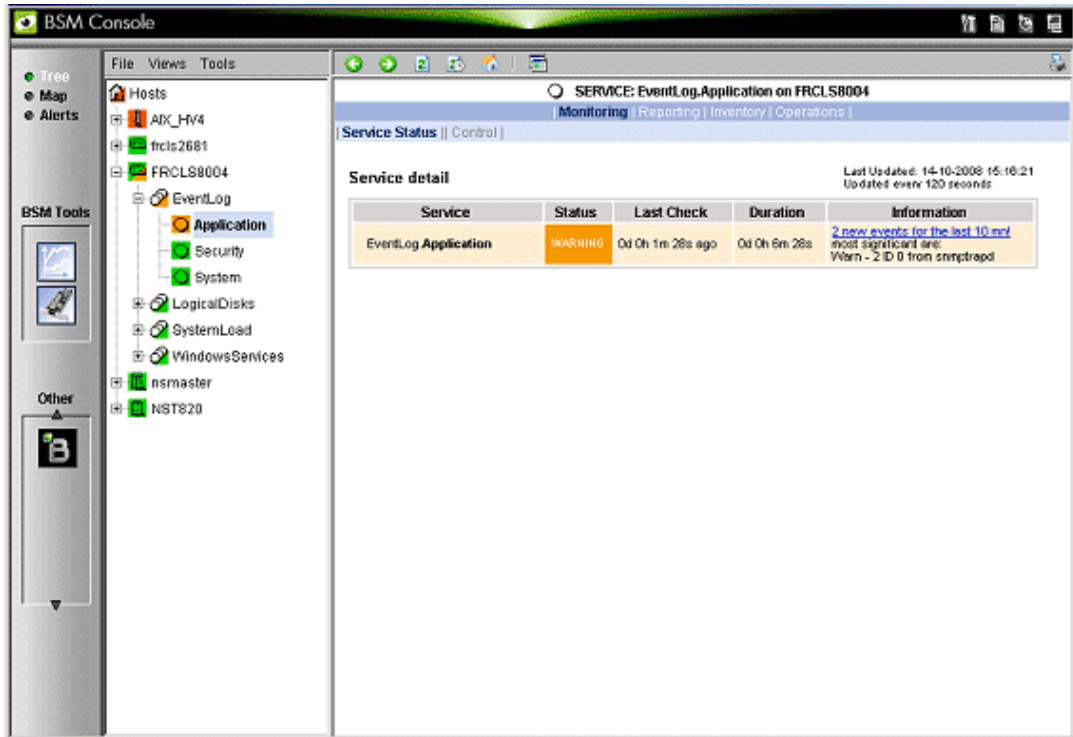 BSM Console
Tree
Map
Alerts
BSM Tools
Other
B
File Views Tools
Hosts
AIX_HV4
frcls2681
FRCLS8004
EventLog
Application
Security
System
LogicalDisks
SystemLoad
WindowsServices
nsmaster
NST820
SERVICE: EventLog.Application on FRCLS8004
| Monitoring | Reporting | Inventory | Operations |
| Service Status || Control |
Service detail
Last Updated: 14-10-2008 15:16:21
Updated every 120 seconds
Service Status Last Check Duration Information
EventLog.Application WARNING 0d 0h 1m 28s ago 0d 0h 6m 28s 2 new events for the last 10 mn!
most significant are:
Warn - 2 ID 0 from snmptrapd